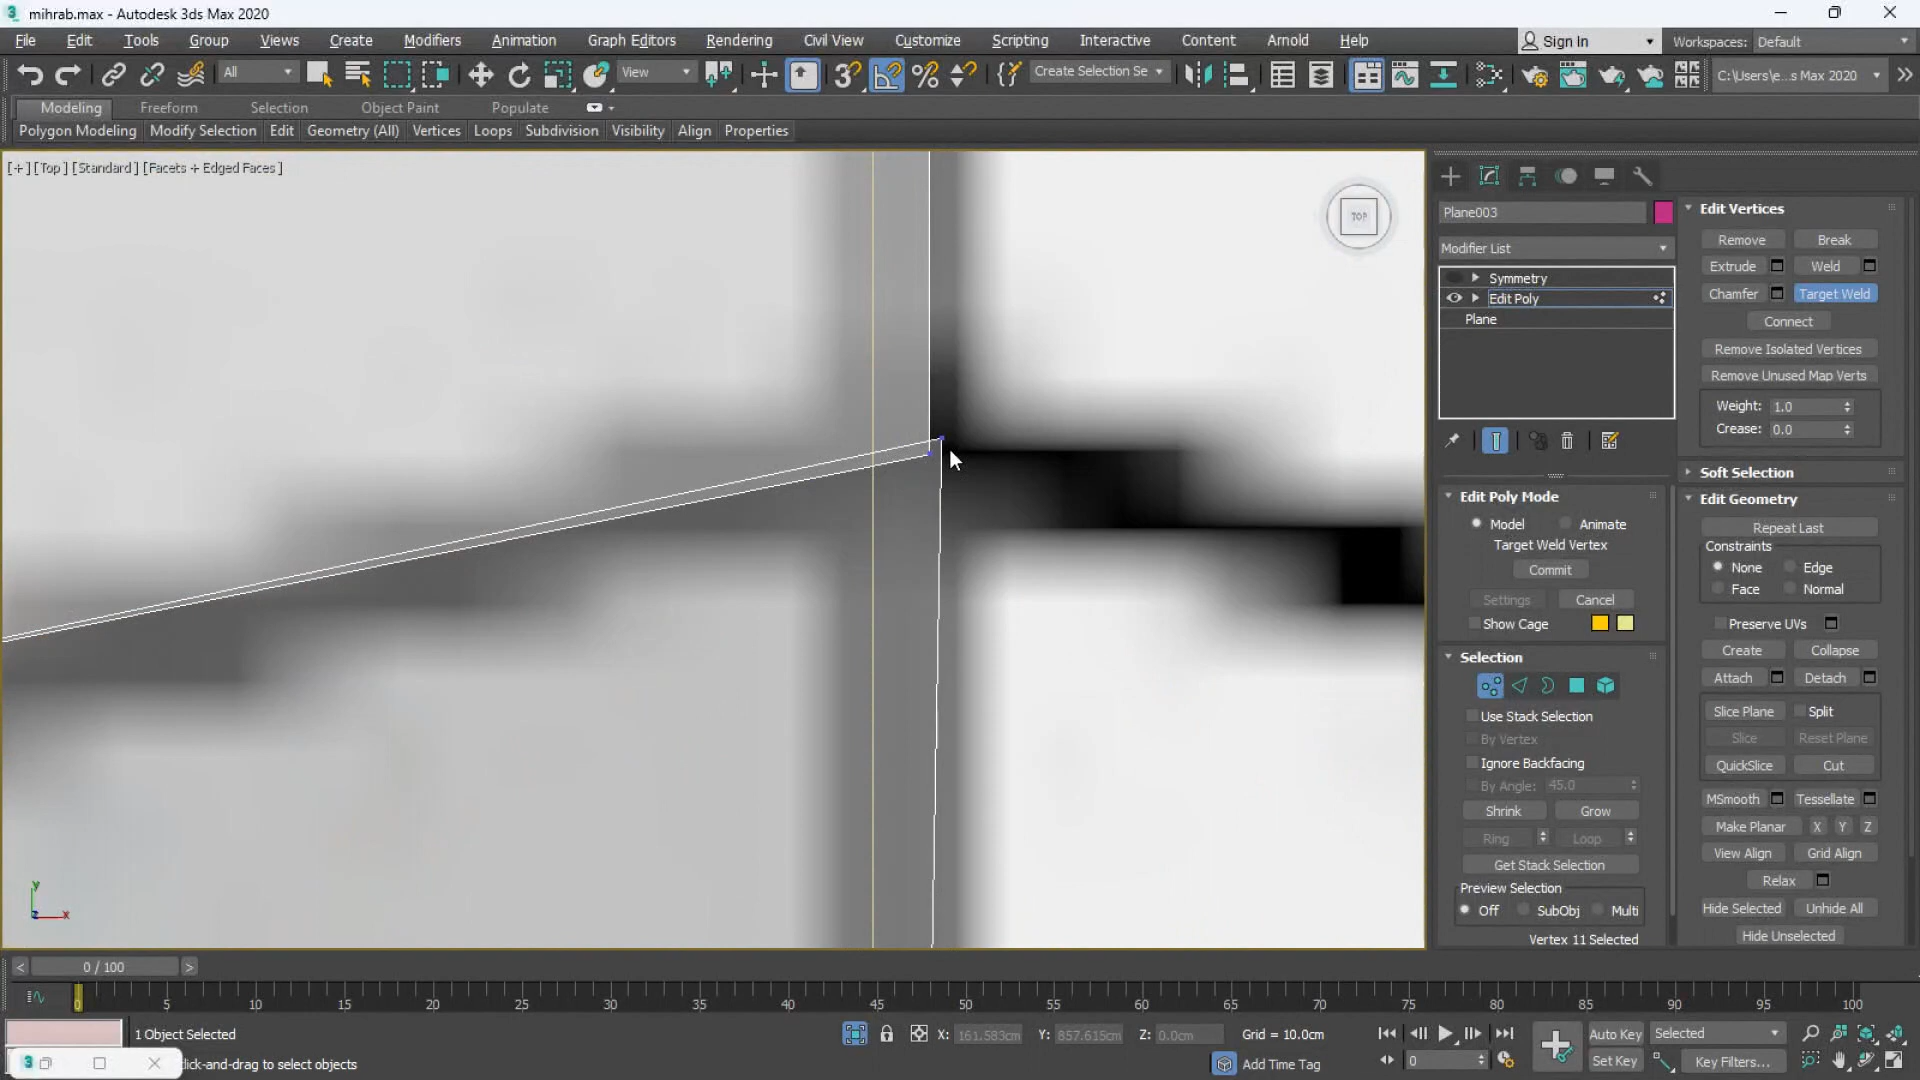 mihrab.max - Autodesk 3ds Max 2020
File Edit Tools Group Views Create Modifiers Animation Graph Editors Rendering Civil View Customize Scripting Interactive Content Arnold Help
Sign In
Workspaces: Default
All
View
Create Selection Se
C:\Users\e...s Max 2020
Modeling Freeform Selection Object Paint Populate
Polygon Modeling Modify Selection Edit Geometry (All) Vertices Loops Subdivision Visibility Align Properties
[+] [Top] [Standard] [Facets + Edged Faces]
TOP
Plane003
Modifier List
Symmetry
Edit Poly
Plane
Edit Poly Mode
Model Animate
Target Weld Vertex
Commit
Settings Cancel
Show Cage
Selection
Use Stack Selection
By Vertex
Ignore Backfacing
By Angle: 45.0
Shrink Grow
Ring Loop
Get Stack Selection
Preview Selection
Off SubObj Multi
Vertex 11 Selected
Edit Vertices
Remove Break
Extrude Weld
Chamfer Target Weld
Connect
Remove Isolated Vertices
Remove Unused Map Verts
Weight: 1.0
Crease: 0.0
Soft Selection
Edit Geometry
Repeat Last
Constraints
None Edge
Face Normal
Preserve UVs
Create Collapse
Attach Detach
Slice Plane Split
Slice Reset Plane
QuickSlice Cut
MSmooth Tessellate
Make Planar X Y Z
View Align Grid Align
Relax
Hide Selected Unhide All
Hide Unselected
y
z x
< 0 / 100 >
0 5 10 15 20 25 30 35 40 45 50 55 60 65 70 75 80 85 90 95 100
1 Object Selected
click-and-drag to select objects
X: 161.583cm Y: 857.615cm Z: 0.0cm Grid = 10.0cm
Add Time Tag
0
Auto Key Selected
Set Key Key Filters...